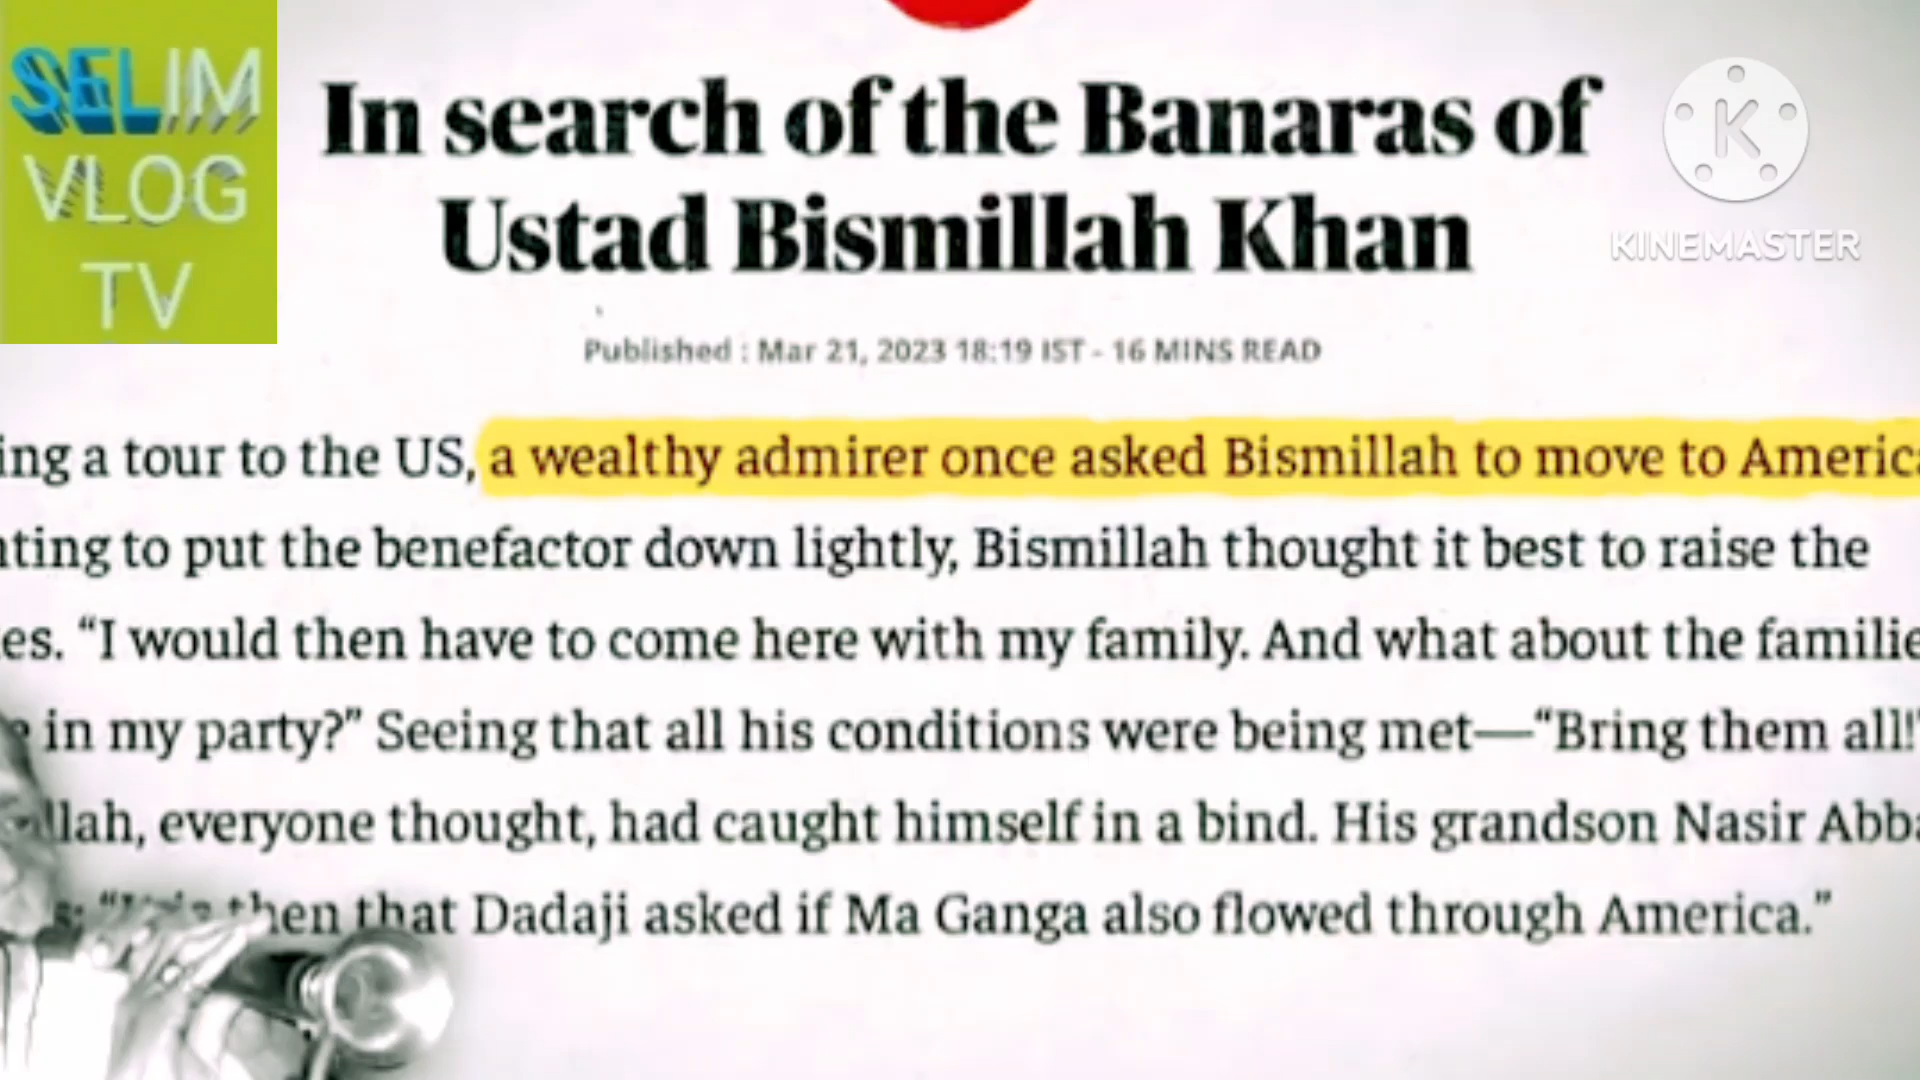 SELIM
VLOG
TV
In search of the Banaras of
Ustad Bismillah Khan
K
KINEMASTER
Published : Mar 21, 2023 18:19 IST - 16 MINS READ
ing a tour to the US, a wealthy admirer once asked Bismillah to move to America
ting to put the benefactor down lightly, Bismillah thought it best to raise the
es. “I would then have to come here with my family. And what about the familie
in my party?” Seeing that all his conditions were being met—“Bring them all!”
llah, everyone thought, had caught himself in a bind. His grandson Nasir Abba
then that Dadaji asked if Ma Ganga also flowed through America.”